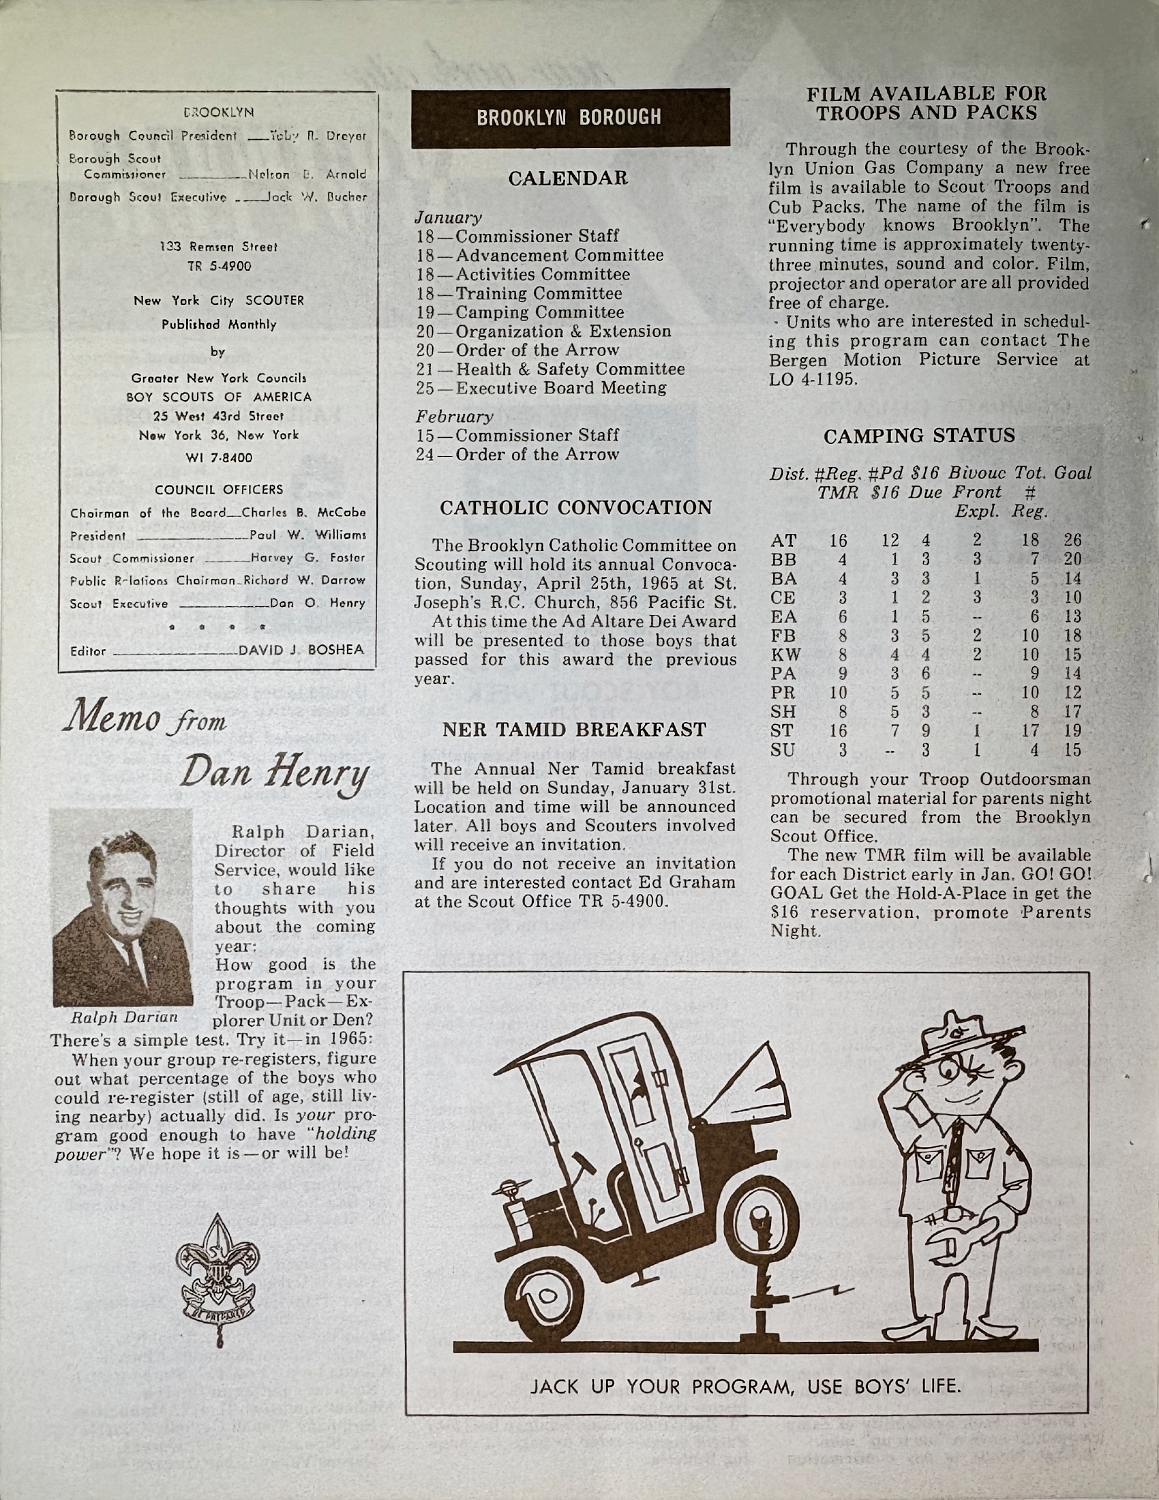 BROOKLYN
Borough Council President ___Toby N. Dreyer
Borough Scout
Commissioner _________Nelson E. Arnold
Borough Scout Executive ____Jack W. Bucher
133 Remsen Street
TR 5-4900
New York City SCOUTER
Published Monthly
by
Greater New York Councils
BOY SCOUTS OF AMERICA
25 West 43rd Street
New York 36, New York
WI 7-8400
COUNCIL OFFICERS
Chairman of the Board__Charles B. McCabe
President ______________Paul W. Williams
Scout Commissioner ______Harvey G. Foster
Public Relations Chairman_Richard W. Darrow
Scout Executive ____________Dan O. Henry
* * * *
Editor ________________DAVID J. BOSHEA
Memo from
Dan Henry
Ralph Darian,
Director of Field
Service, would like
to share his
thoughts with you
about the coming
year:
How good is the
program in your
Troop—Pack—Ex-
Ralph Darian
plorer Unit or Den?
There's a simple test. Try it—in 1965:
When your group re-registers, figure
out what percentage of the boys who
could re-register (still of age, still liv-
ing nearby) actually did. Is your pro-
gram good enough to have "holding
power"? We hope it is—or will be!
BE PREPARED
BROOKLYN BOROUGH
CALENDAR
January
18—Commissioner Staff
18—Advancement Committee
18—Activities Committee
18—Training Committee
19—Camping Committee
20—Organization & Extension
20—Order of the Arrow
21—Health & Safety Committee
25—Executive Board Meeting
February
15—Commissioner Staff
24—Order of the Arrow
CATHOLIC CONVOCATION
The Brooklyn Catholic Committee on
Scouting will hold its annual Convoca-
tion, Sunday, April 25th, 1965 at St.
Joseph's R.C. Church, 856 Pacific St.
At this time the Ad Altare Dei Award
will be presented to those boys that
passed for this award the previous
year.
NER TAMID BREAKFAST
The Annual Ner Tamid breakfast
will be held on Sunday, January 31st.
Location and time will be announced
later. All boys and Scouters involved
will receive an invitation.
If you do not receive an invitation
and are interested contact Ed Graham
at the Scout Office TR 5-4900.
FILM AVAILABLE FOR
TROOPS AND PACKS
Through the courtesy of the Brook-
lyn Union Gas Company a new free
film is available to Scout Troops and
Cub Packs. The name of the film is
"Everybody knows Brooklyn". The
running time is approximately twenty-
three minutes, sound and color. Film,
projector and operator are all provided
free of charge.
Units who are interested in schedul-
ing this program can contact The
Bergen Motion Picture Service at
LO 4-1195.
CAMPING STATUS
Dist. #Reg. #Pd $16 Bivouc Tot. Goal
TMR $16 Due Front #
Expl. Reg.
AT 16 12 4 2 18 26
BB 4 1 3 3 7 20
BA 4 3 3 1 5 14
CE 3 1 2 3 3 10
EA 6 1 5 -- 6 13
FB 8 3 5 2 10 18
KW 8 4 4 2 10 15
PA 9 3 6 -- 9 14
PR 10 5 5 -- 10 12
SH 8 5 3 -- 8 17
ST 16 7 9 1 17 19
SU 3 -- 3 1 4 15
Through your Troop Outdoorsman
promotional material for parents night
can be secured from the Brooklyn
Scout Office.
The new TMR film will be available
for each District early in Jan. GO! GO!
GOAL Get the Hold-A-Place in get the
$16 reservation, promote Parents
Night.
JACK UP YOUR PROGRAM, USE BOYS' LIFE.